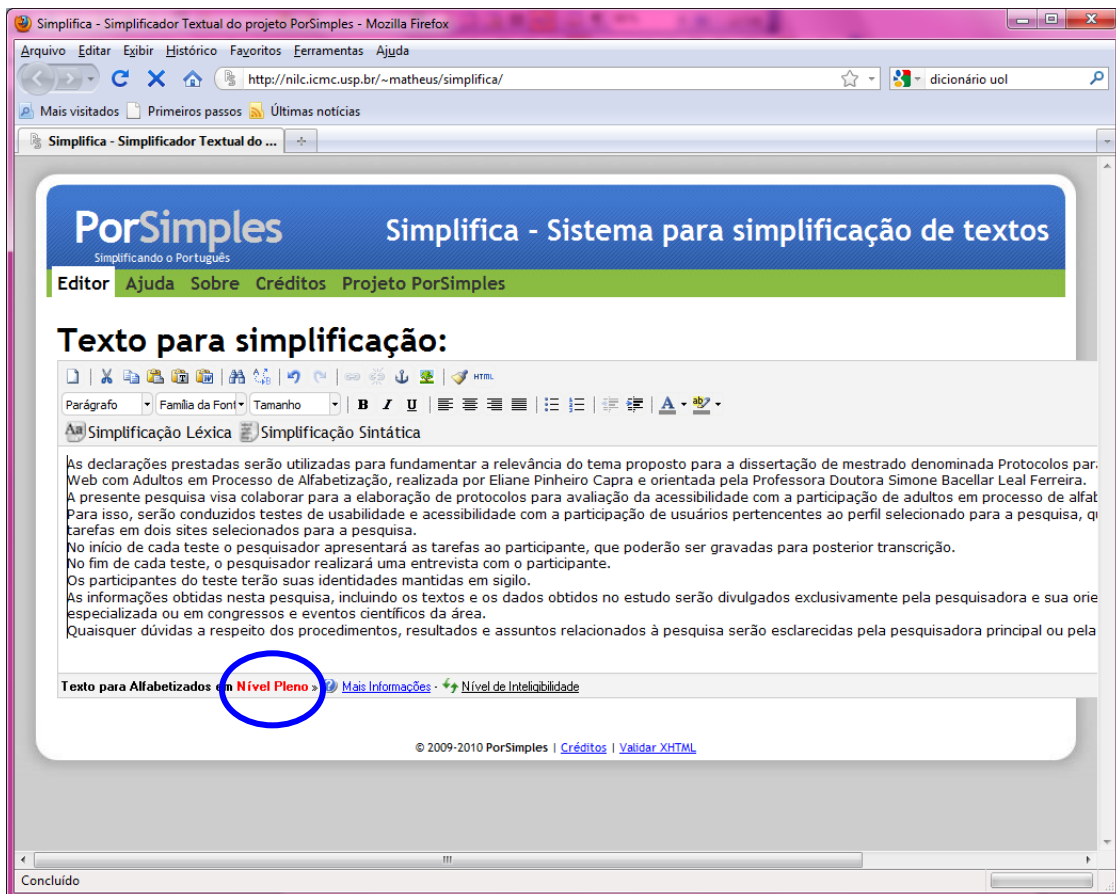 Simplifica - Simplificador Textual do projeto PorSimples - Mozilla Firefox
Arquivo Editar Exibir Histórico Favoritos Ferramentas Ajuda
http://nilc.icmc.usp.br/~matheus/simplifica/ dicionário uol
Mais visitados Primeiros passos Últimas notícias
Simplifica - Simplificador Textual do ...
PorSimples Simplifica - Sistema para simplificação de textos
Simplificando o Português
Editor Ajuda Sobre Créditos Projeto PorSimples
Texto para simplificação:
HTML
Parágrafo Família da Font Tamanho B I U A ab
Aa Simplificação Léxica Simplificação Sintática
As declarações prestadas serão utilizadas para fundamentar a relevância do tema proposto para a dissertação de mestrado denominada Protocolos par
Web com Adultos em Processo de Alfabetização, realizada por Eliane Pinheiro Capra e orientada pela Professora Doutora Simone Bacellar Leal Ferreira.
A presente pesquisa visa colaborar para a elaboração de protocolos para avaliação da acessibilidade com a participação de adultos em processo de alfab
Para isso, serão conduzidos testes de usabilidade e acessibilidade com a participação de usuários pertencentes ao perfil selecionado para a pesquisa, qu
tarefas em dois sites selecionados para a pesquisa.
No início de cada teste o pesquisador apresentará as tarefas ao participante, que poderão ser gravadas para posterior transcrição.
No fim de cada teste, o pesquisador realizará uma entrevista com o participante.
Os participantes do teste terão suas identidades mantidas em sigilo.
As informações obtidas nesta pesquisa, incluindo os textos e os dados obtidos no estudo serão divulgados exclusivamente pela pesquisadora e sua orie
especializada ou em congressos e eventos científicos da área.
Quaisquer dúvidas a respeito dos procedimentos, resultados e assuntos relacionados à pesquisa serão esclarecidas pela pesquisadora principal ou pela
Texto para Alfabetizados em Nível Pleno » Mais Informações · Nível de Inteligibilidade
© 2009-2010 PorSimples | Créditos | Validar XHTML
Concluído